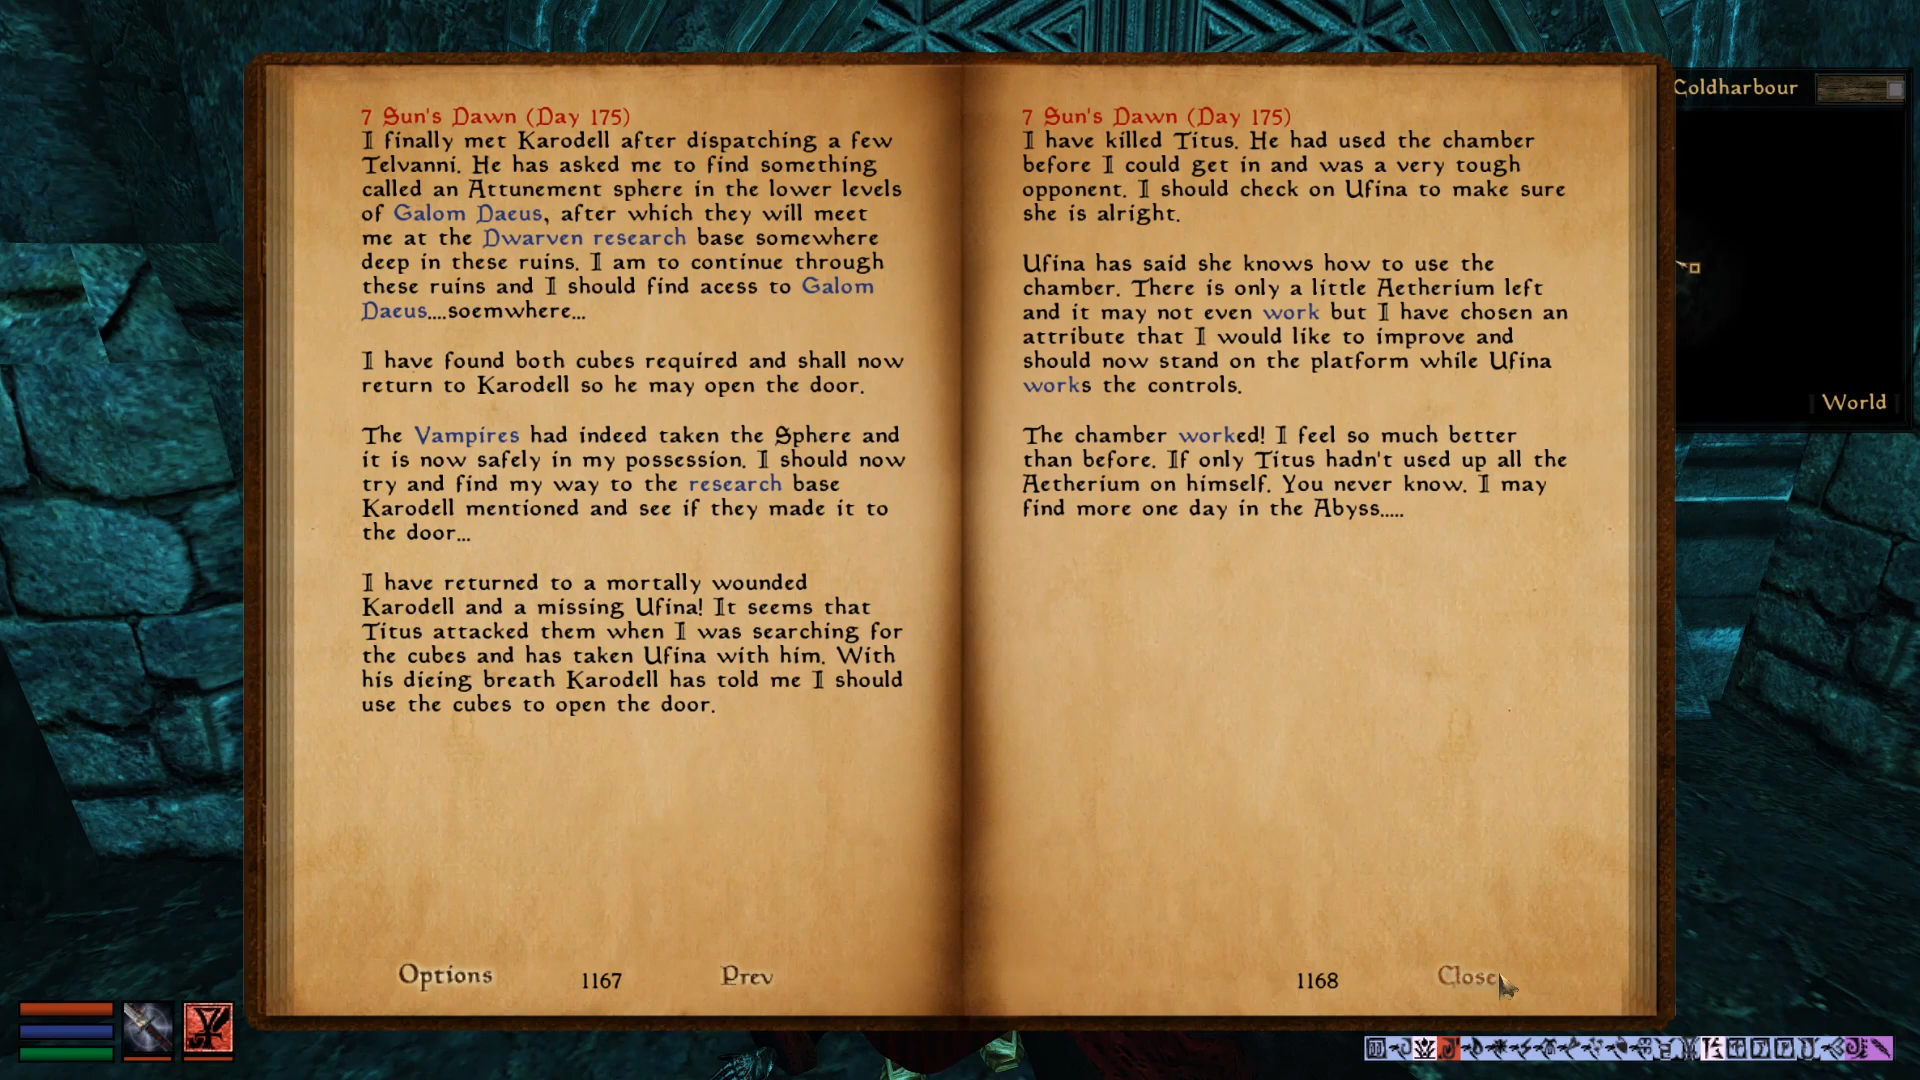 7 Sun's Dawn (Day 175)
I finally met Karodell after dispatching a few
Telvanni. He has asked me to find something
called an Attunement sphere in the lower levels
of Galom Daeus, after which they will meet
me at the Dwarven research base somewhere
deep in these ruins. I am to continue through
these ruins and I should find acess to Galom
Daeus....soemwhere...
I have found both cubes required and shall now
return to Karodell so he may open the door.
The Vampires had indeed taken the Sphere and
it is now safely in my possession. I should now
try and find my way to the research base
Karodell mentioned and see if they made it to
the door...
I have returned to a mortally wounded
Karodell and a missing Ufina! It seems that
Titus attacked them when I was searching for
the cubes and has taken Ufina with him. With
his dieing breath Karodell has told me I should
use the cubes to open the door.
Options
1167
Prev
7 Sun's Dawn (Day 175)
I have killed Titus. He had used the chamber
before I could get in and was a very tough
opponent. I should check on Ufina to make sure
she is alright.
Ufina has said she knows how to use the
chamber. There is only a little Aetherium left
and it may not even work but I have chosen an
attribute that I would like to improve and
should now stand on the platform while Ufina
works the controls.
The chamber worked! I feel so much better
than before. If only Titus hadn't used up all the
Aetherium on himself. You never know. I may
find more one day in the Abyss.....
1168
Close
Coldharbour
World